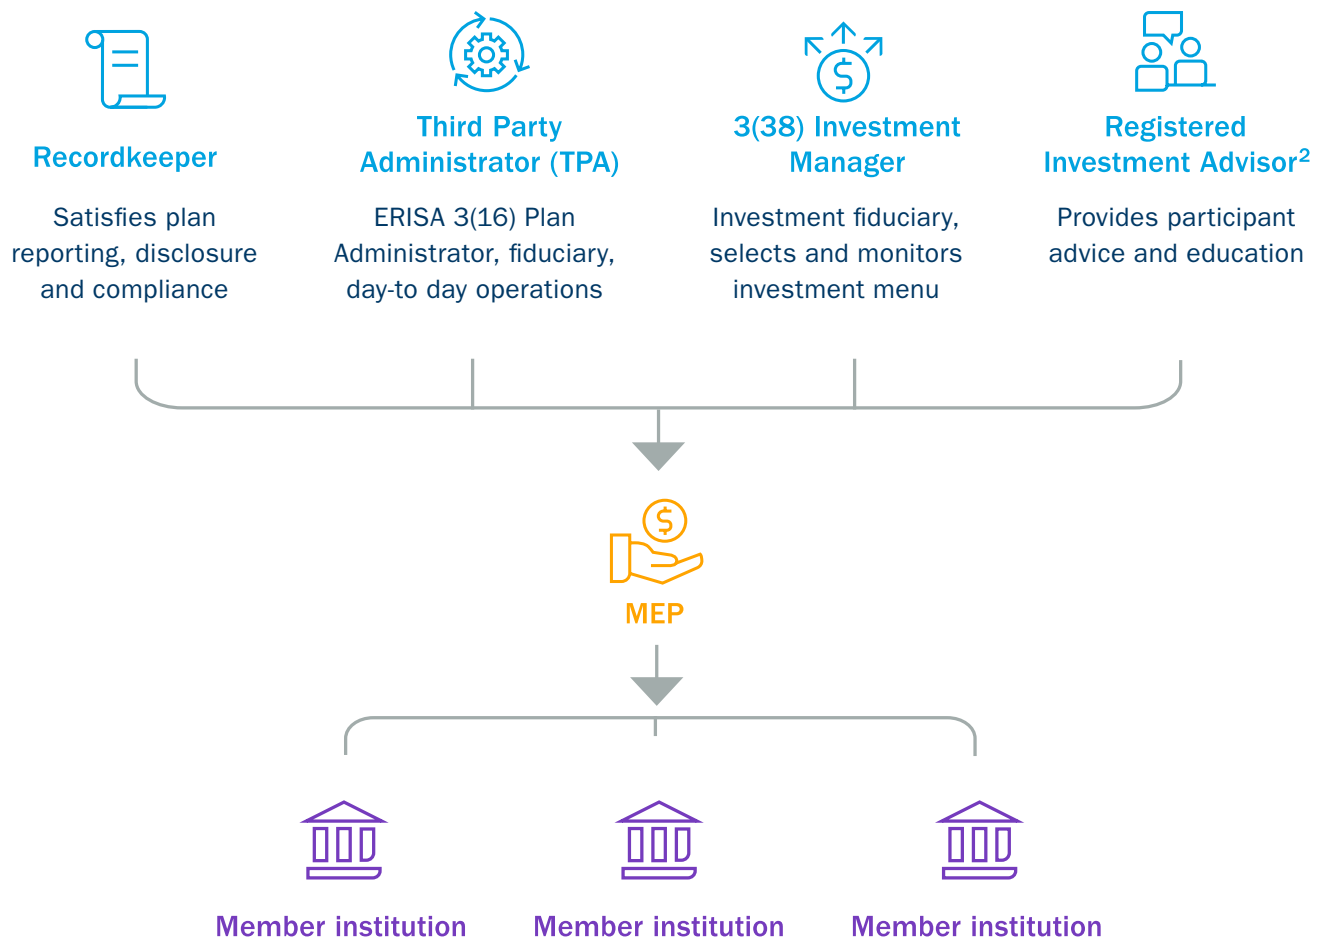 Recordkeeper
Satisfies plan
reporting, disclosure
and compliance
Third Party
Administrator (TPA)
ERISA 3(16) Plan
Administrator, fiduciary,
day-to day operations
3(38) Investment
Manager
Investment fiduciary,
selects and monitors
investment menu
Registered
Investment Advisor²
Provides participant
advice and education
MEP
Member institution
Member institution
Member institution